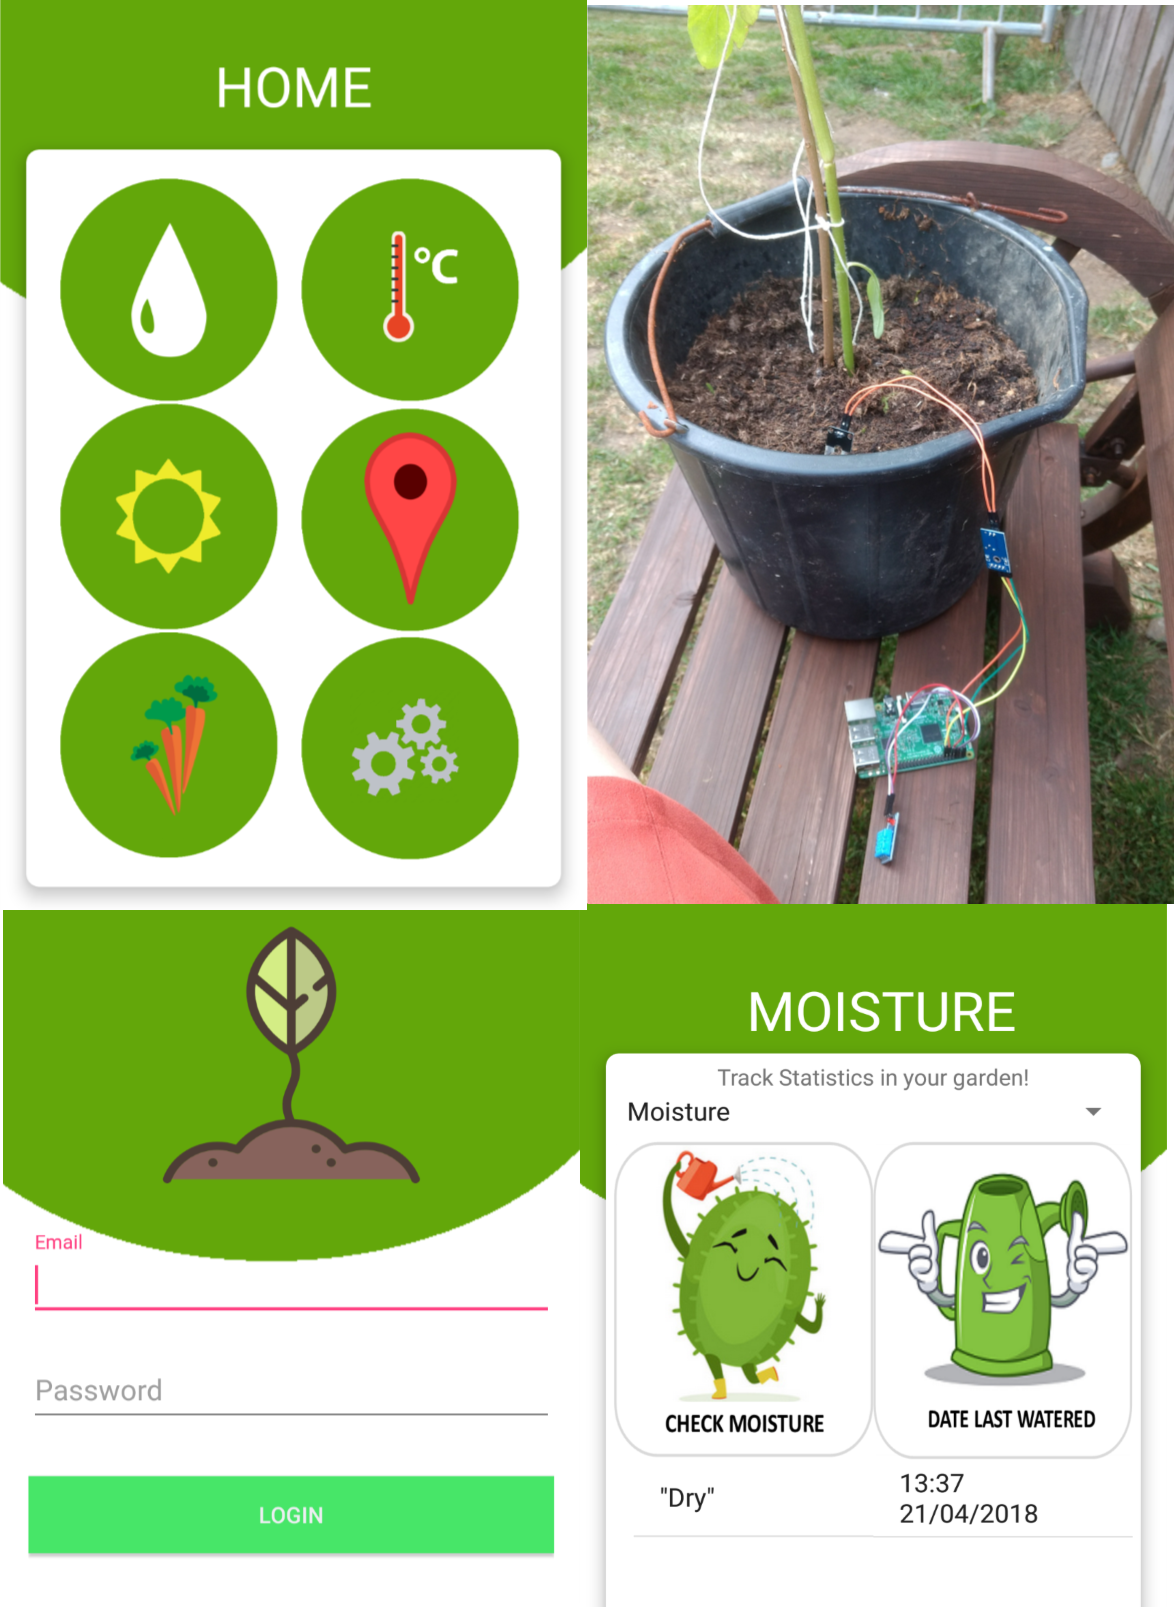 HOME
°C
Email
Password
LOGIN
MOISTURE
Track Statistics in your garden!
Moisture
CHECK MOISTURE
DATE LAST WATERED
"Dry"
13:37
21/04/2018